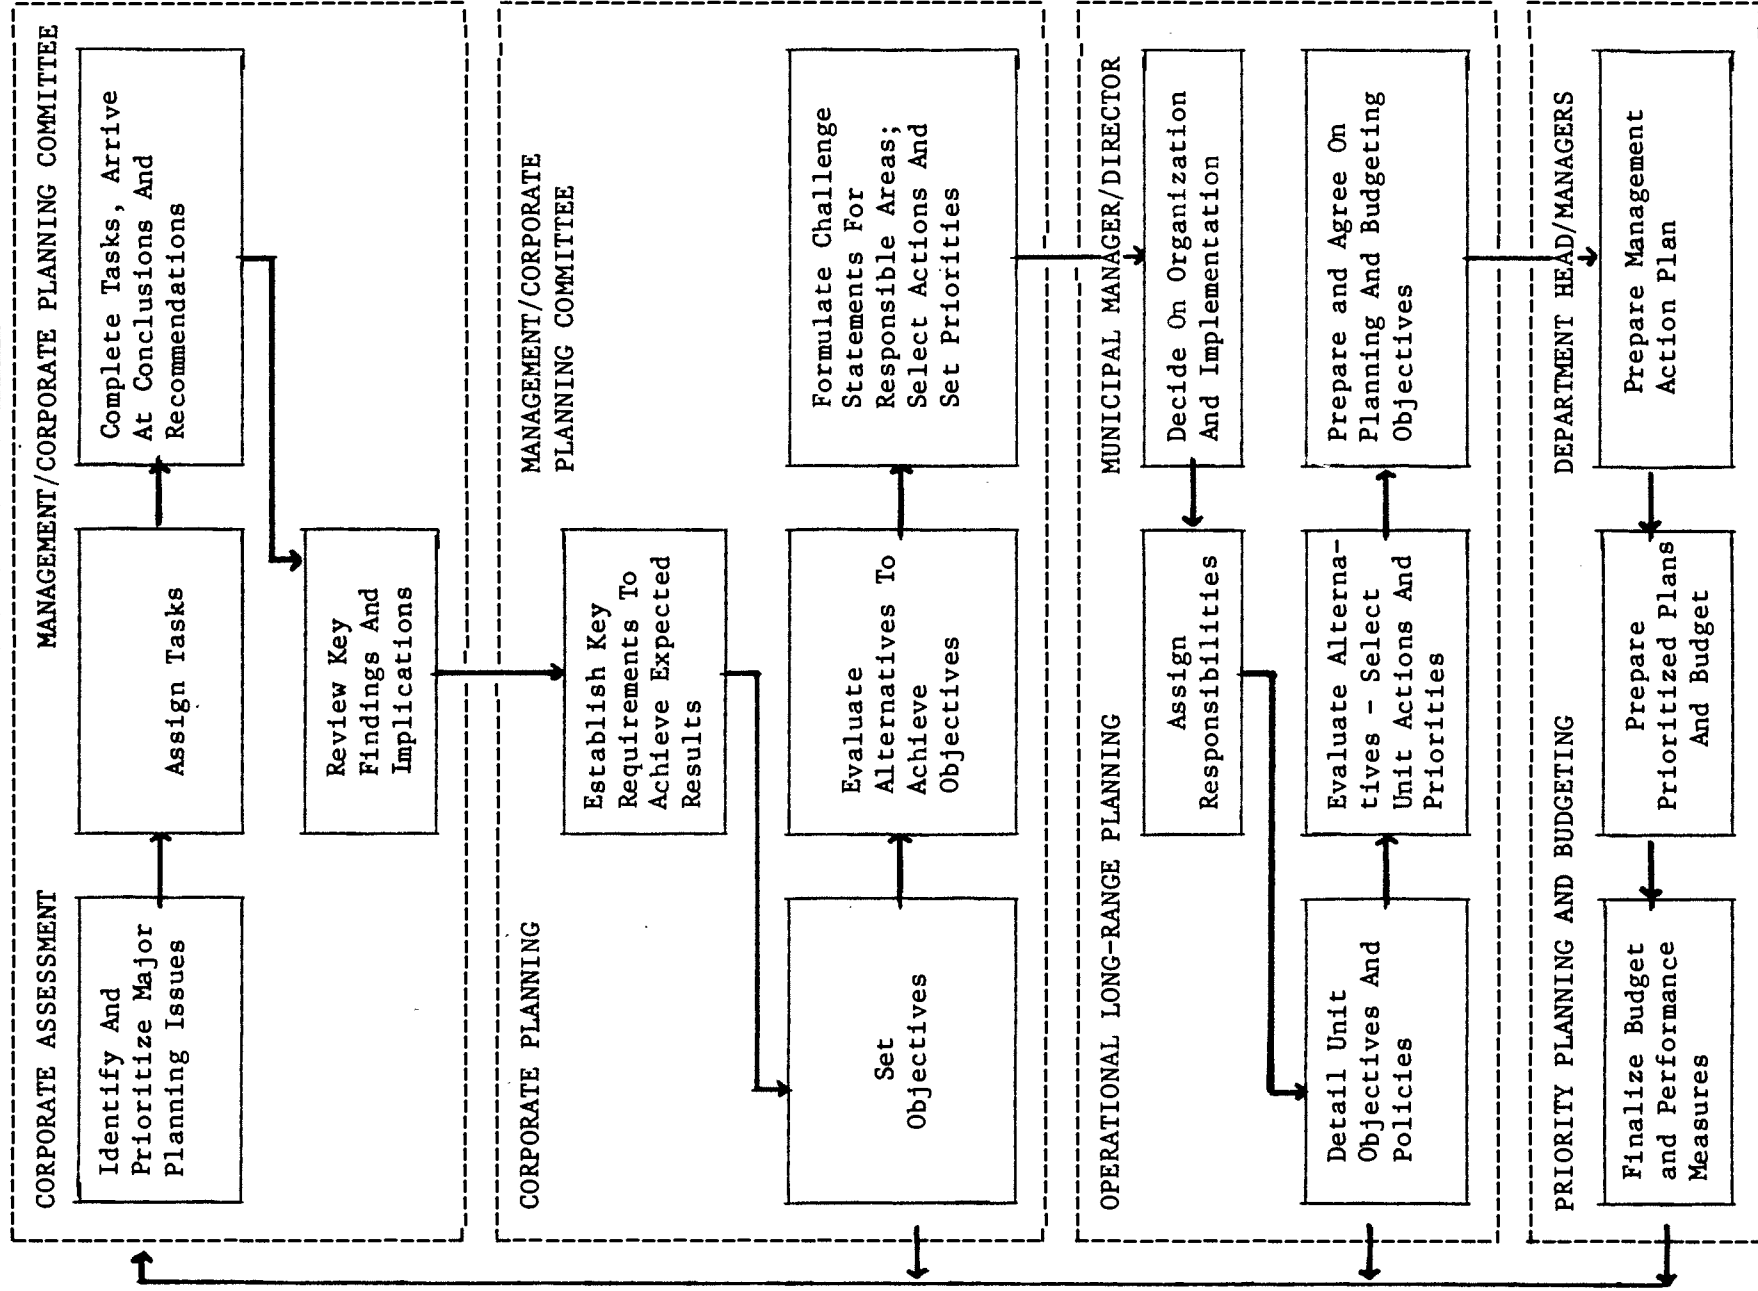 CORPORATE ASSESSMENT
MANAGEMENT/CORPORATE PLANNING COMMITTEE
Identify And
Prioritize Major
Planning Issues
Assign Tasks
Complete Tasks, Arrive
At Conclusions And
Recommendations
Review Key
Findings And
Implications
CORPORATE PLANNING
MANAGEMENT/CORPORATE
PLANNING COMMITTEE
Establish Key
Requirements To
Achieve Expected
Results
Set
Objectives
Evaluate
Alternatives To
Achieve
Objectives
Formulate Challenge
Statements For
Responsible Areas;
Select Actions And
Set Priorities
OPERATIONAL LONG-RANGE PLANNING
MUNICIPAL MANAGER/DIRECTOR
Decide On Organization
And Implementation
Assign
Responsibilities
Detail Unit
Objectives And
Policies
Evaluate Alterna-
tives - Select
Unit Actions And
Priorities
Prepare and Agree On
Planning And Budgeting
Objectives
PRIORITY PLANNING AND BUDGETING
DEPARTMENT HEAD/MANAGERS
Prepare Management
Action Plan
Prepare
Prioritized Plans
And Budget
Finalize Budget
and Performance
Measures